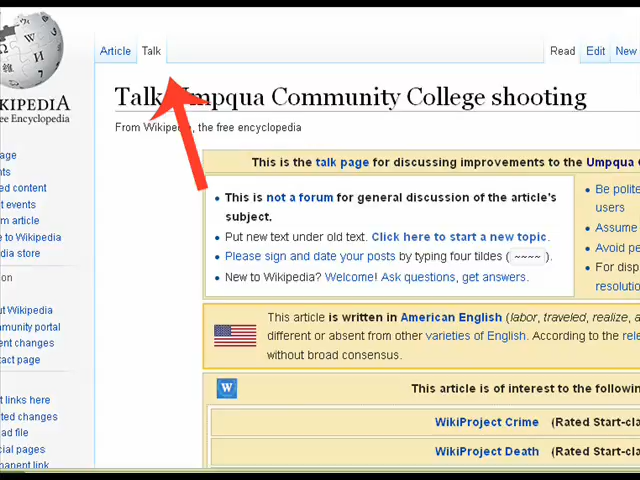 Article Talk Read Edit New
WIKIPEDIA
Free Encyclopedia
Talk: Umpqua Community College shooting
From Wikipedia, the free encyclopedia
This is the talk page for discussing improvements to the Umpqua
This is not a forum for general discussion of the article's
subject.
Put new text under old text. Click here to start a new topic.
Please sign and date your posts by typing four tildes ( ~~~~ ).
New to Wikipedia? Welcome! Ask questions, get answers.
Be polite
users
Assume
Avoid pe
For disp
resolutio
This article is written in American English (labor, traveled, realize, a
different or absent from other varieties of English. According to the rele
without broad consensus.
W
This article is of interest to the followin
WikiProject Crime (Rated Start-cla
WikiProject Death (Rated Start-cla
age
nts
ed content
t events
m article
e to Wikipedia
dia store
on
ut Wikipedia
munity portal
ent changes
tact page
t links here
ted changes
ad file
cial pages
manent link